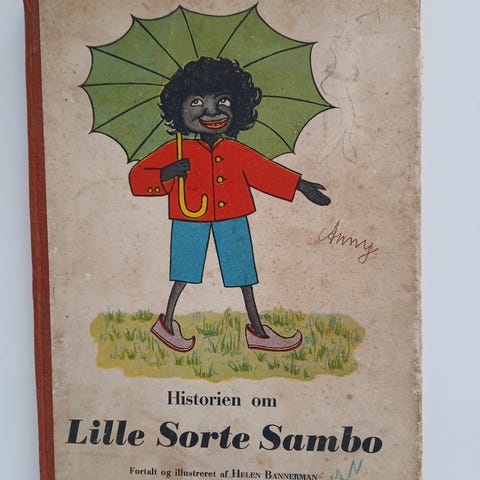 Anny
Historien om
Lille Sorte Sambo
Fortalt og illustreret af HELEN BANNERMAN